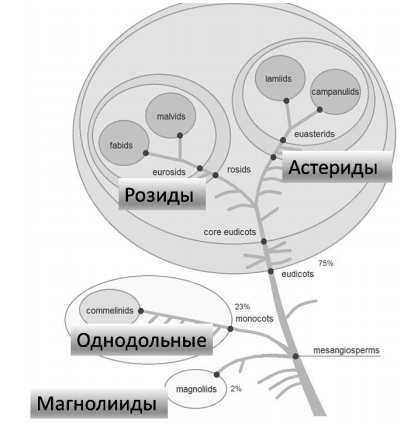 lamiids
campanulids
malvids
fabids
euasterids
eurosids
rosids
Астериды
Розиды
core eudicots
75%
eudicots
commelinids
23%
monocots
Однодольные
mesangiosperms
magnoliids
2%
Магнолииды